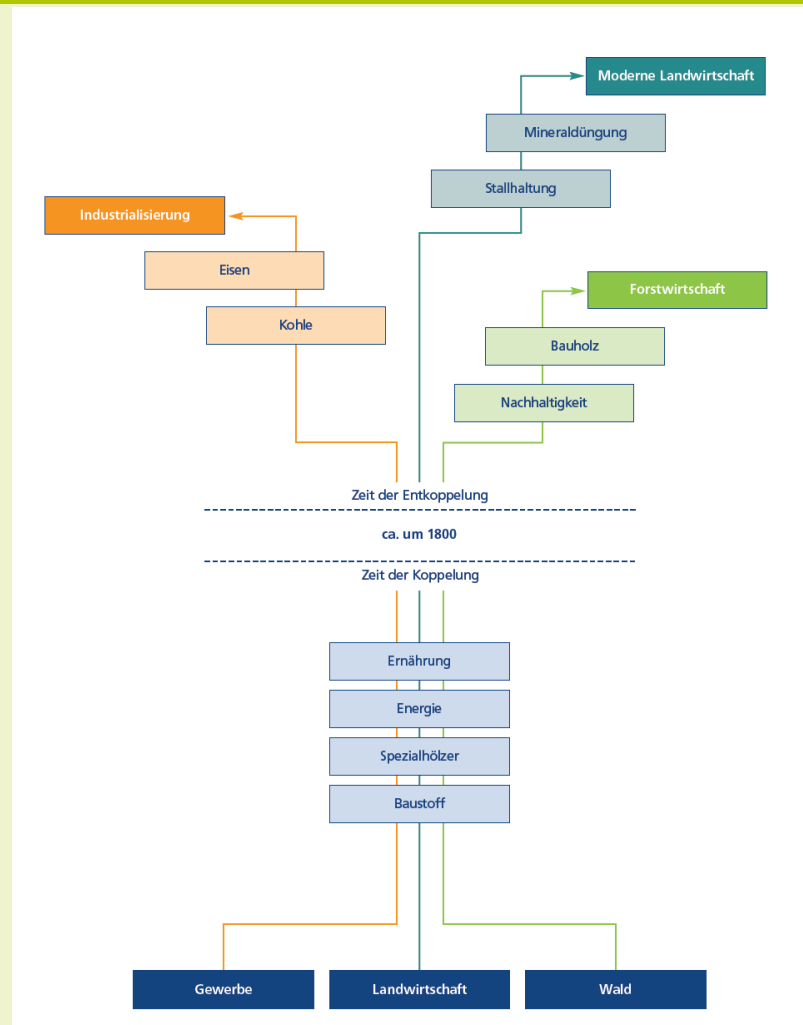 Moderne Landwirtschaft
Mineraldüngung
Stallhaltung
Industrialisierung
Eisen
Forstwirtschaft
Kohle
Bauholz
Nachhaltigkeit
Zeit der Entkoppelung
ca. um 1800
Zeit der Koppelung
Ernährung
Energie
Spezialhölzer
Baustoff
Gewerbe
Landwirtschaft
Wald